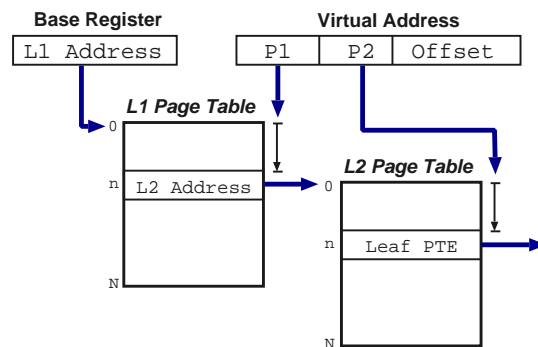 Base Register
Virtual Address
L1 Address
P1 P2 Offset
L1 Page Table
0
n
L2 Address
N
L2 Page Table
0
n
Leaf PTE
N